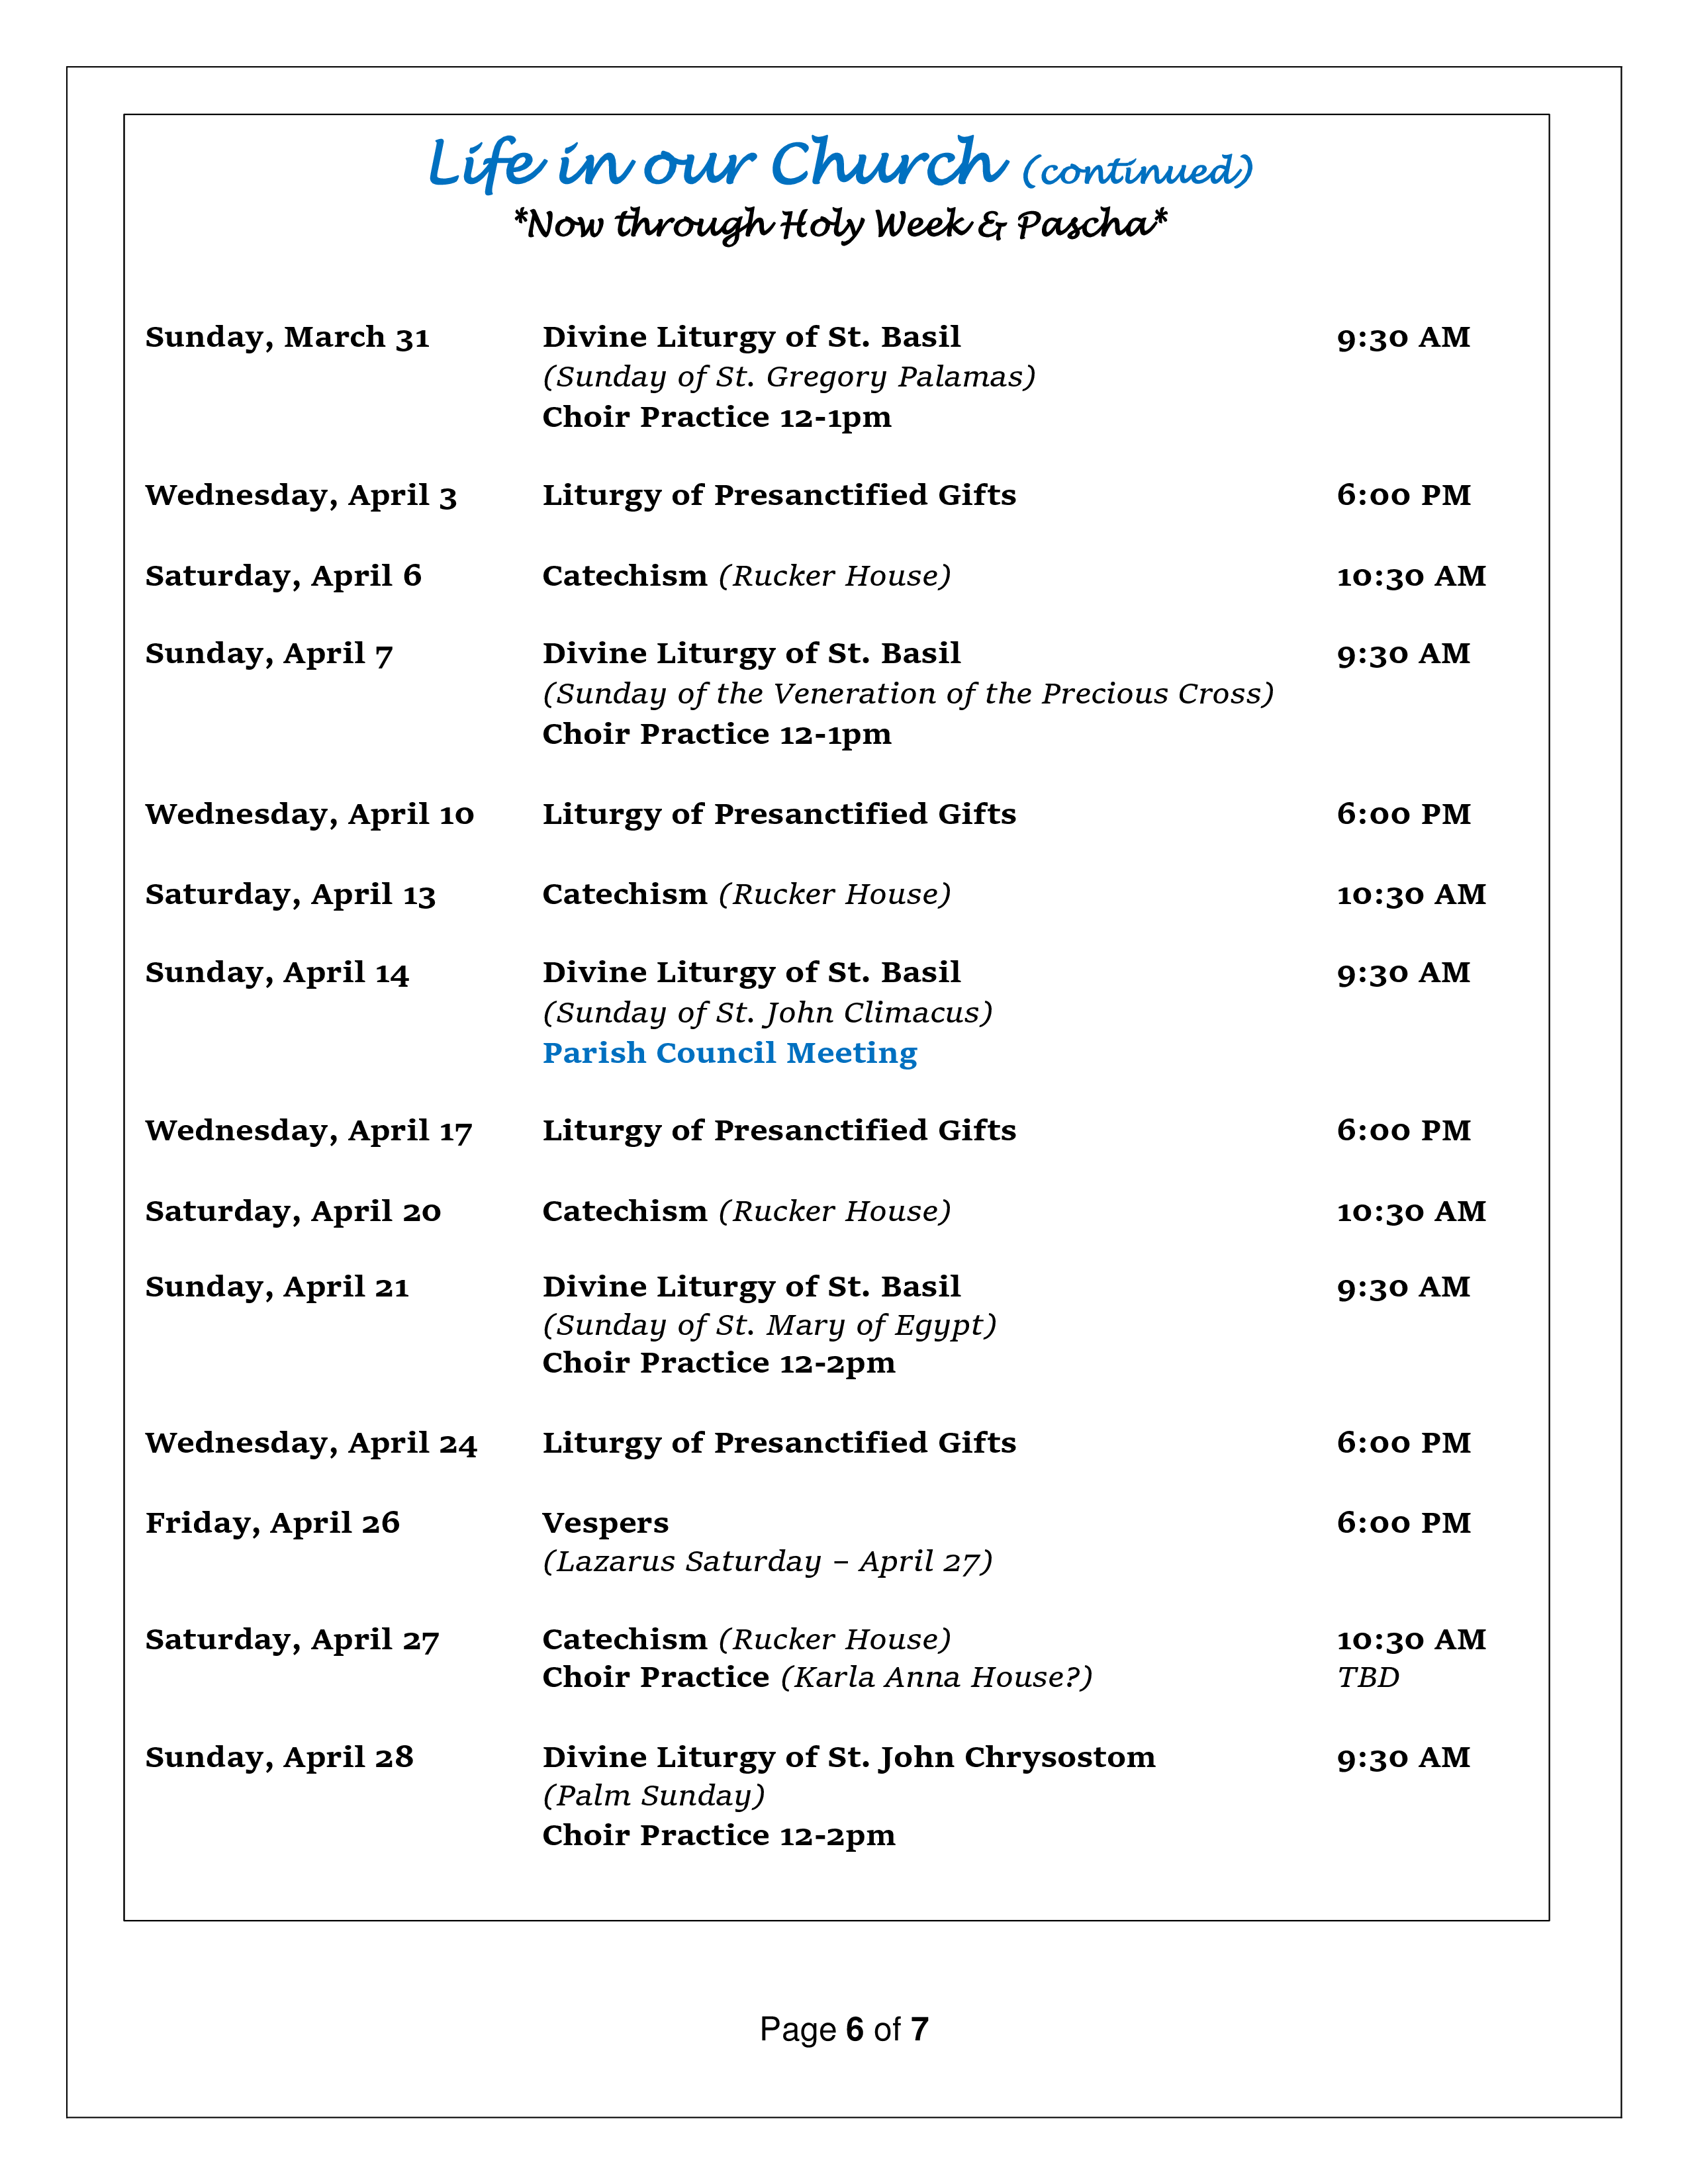 Life in our Church (continued)
*Now through Holy Week & Pascha*
Sunday, March 31 Divine Liturgy of St. Basil 9:30 AM
(Sunday of St. Gregory Palamas)
Choir Practice 12-1pm
Wednesday, April 3 Liturgy of Presanctified Gifts 6:00 PM
Saturday, April 6 Catechism (Rucker House) 10:30 AM
Sunday, April 7 Divine Liturgy of St. Basil 9:30 AM
(Sunday of the Veneration of the Precious Cross)
Choir Practice 12-1pm
Wednesday, April 10 Liturgy of Presanctified Gifts 6:00 PM
Saturday, April 13 Catechism (Rucker House) 10:30 AM
Sunday, April 14 Divine Liturgy of St. Basil 9:30 AM
(Sunday of St. John Climacus)
Parish Council Meeting
Wednesday, April 17 Liturgy of Presanctified Gifts 6:00 PM
Saturday, April 20 Catechism (Rucker House) 10:30 AM
Sunday, April 21 Divine Liturgy of St. Basil 9:30 AM
(Sunday of St. Mary of Egypt)
Choir Practice 12-2pm
Wednesday, April 24 Liturgy of Presanctified Gifts 6:00 PM
Friday, April 26 Vespers 6:00 PM
(Lazarus Saturday – April 27)
Saturday, April 27 Catechism (Rucker House) 10:30 AM
Choir Practice (Karla Anna House?) TBD
Sunday, April 28 Divine Liturgy of St. John Chrysostom 9:30 AM
(Palm Sunday)
Choir Practice 12-2pm
Page 6 of 7